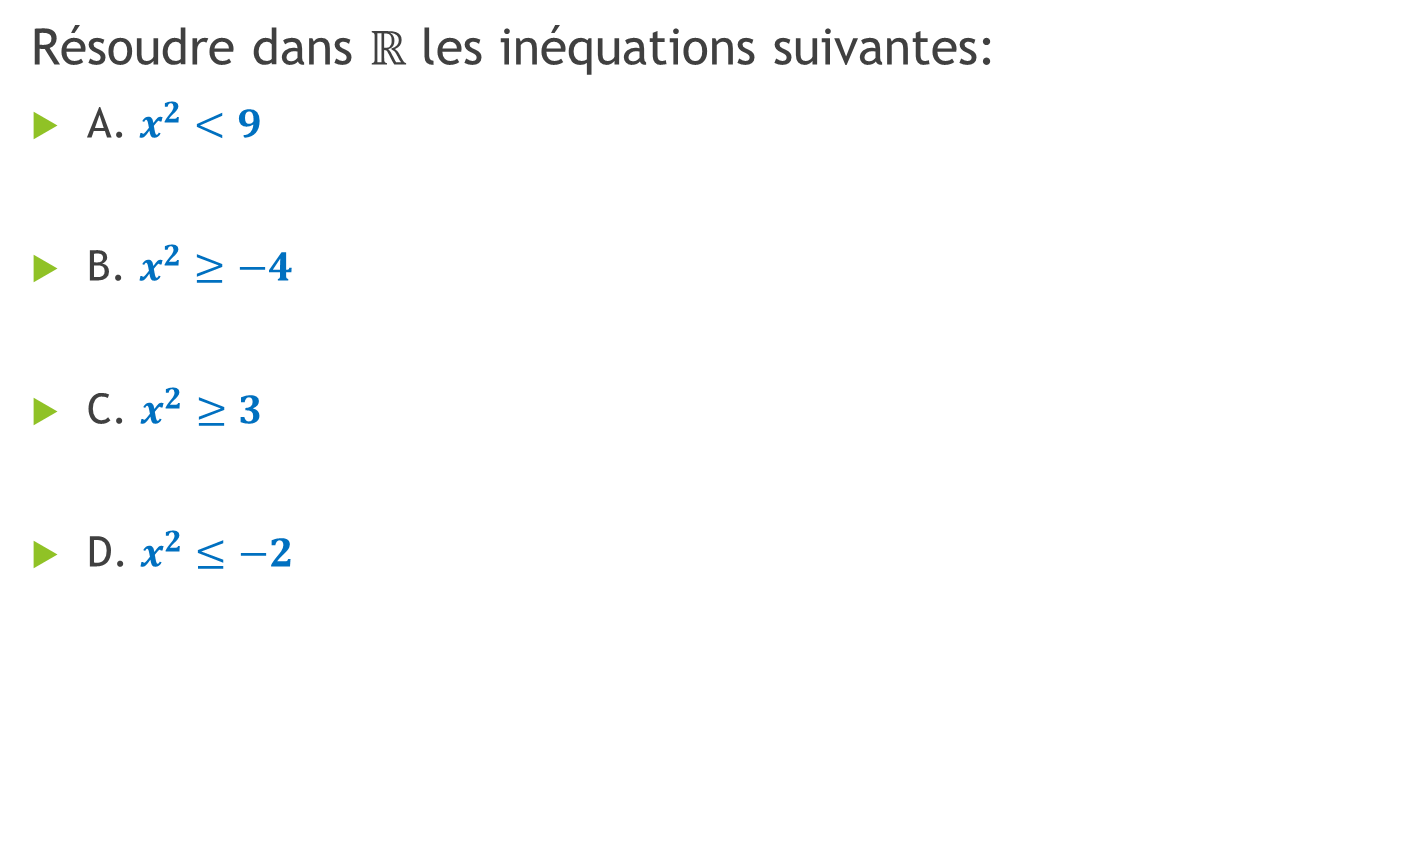 Résoudre dans ℝ les inéquations suivantes:
A. x² < 9
B. x² ≥ −4
C. x² ≥ 3
D. x² ≤ −2